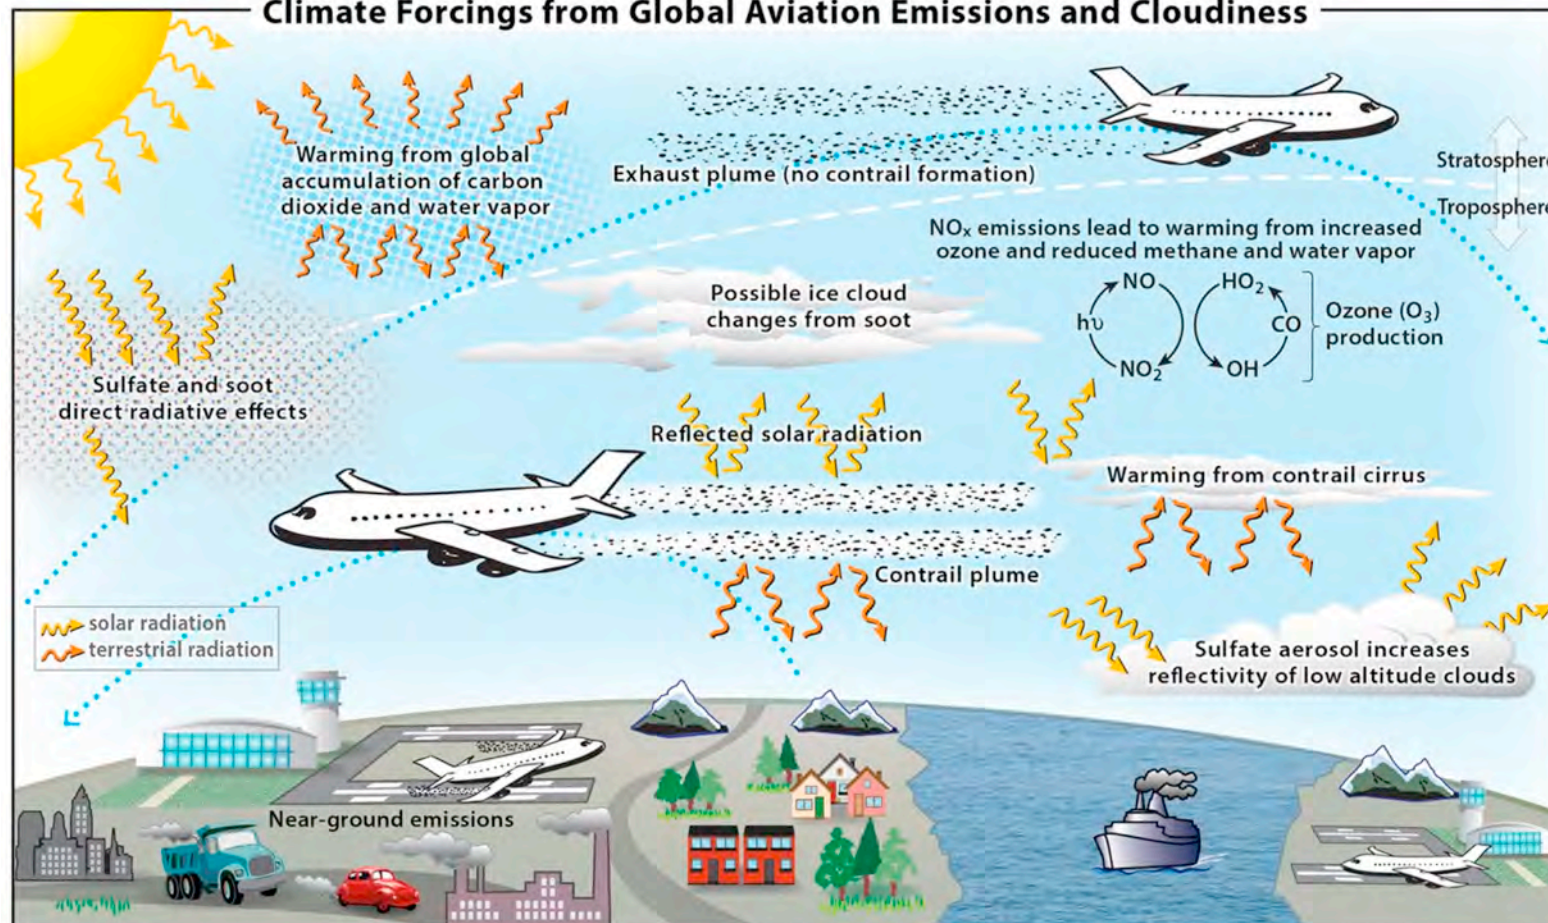 Climate Forcings from Global Aviation Emissions and Cloudiness
Warming from global
accumulation of carbon
dioxide and water vapor
Exhaust plume (no contrail formation)
Stratosphere
Troposphere
NOₓ emissions lead to warming from increased
ozone and reduced methane and water vapor
Possible ice cloud
changes from soot
NO
HO₂
hυ
CO
NO₂
OH
Ozone (O₃)
production
Sulfate and soot
direct radiative effects
Reflected solar radiation
Warming from contrail cirrus
Contrail plume
solar radiation
terrestrial radiation
Sulfate aerosol increases
reflectivity of low altitude clouds
Near-ground emissions